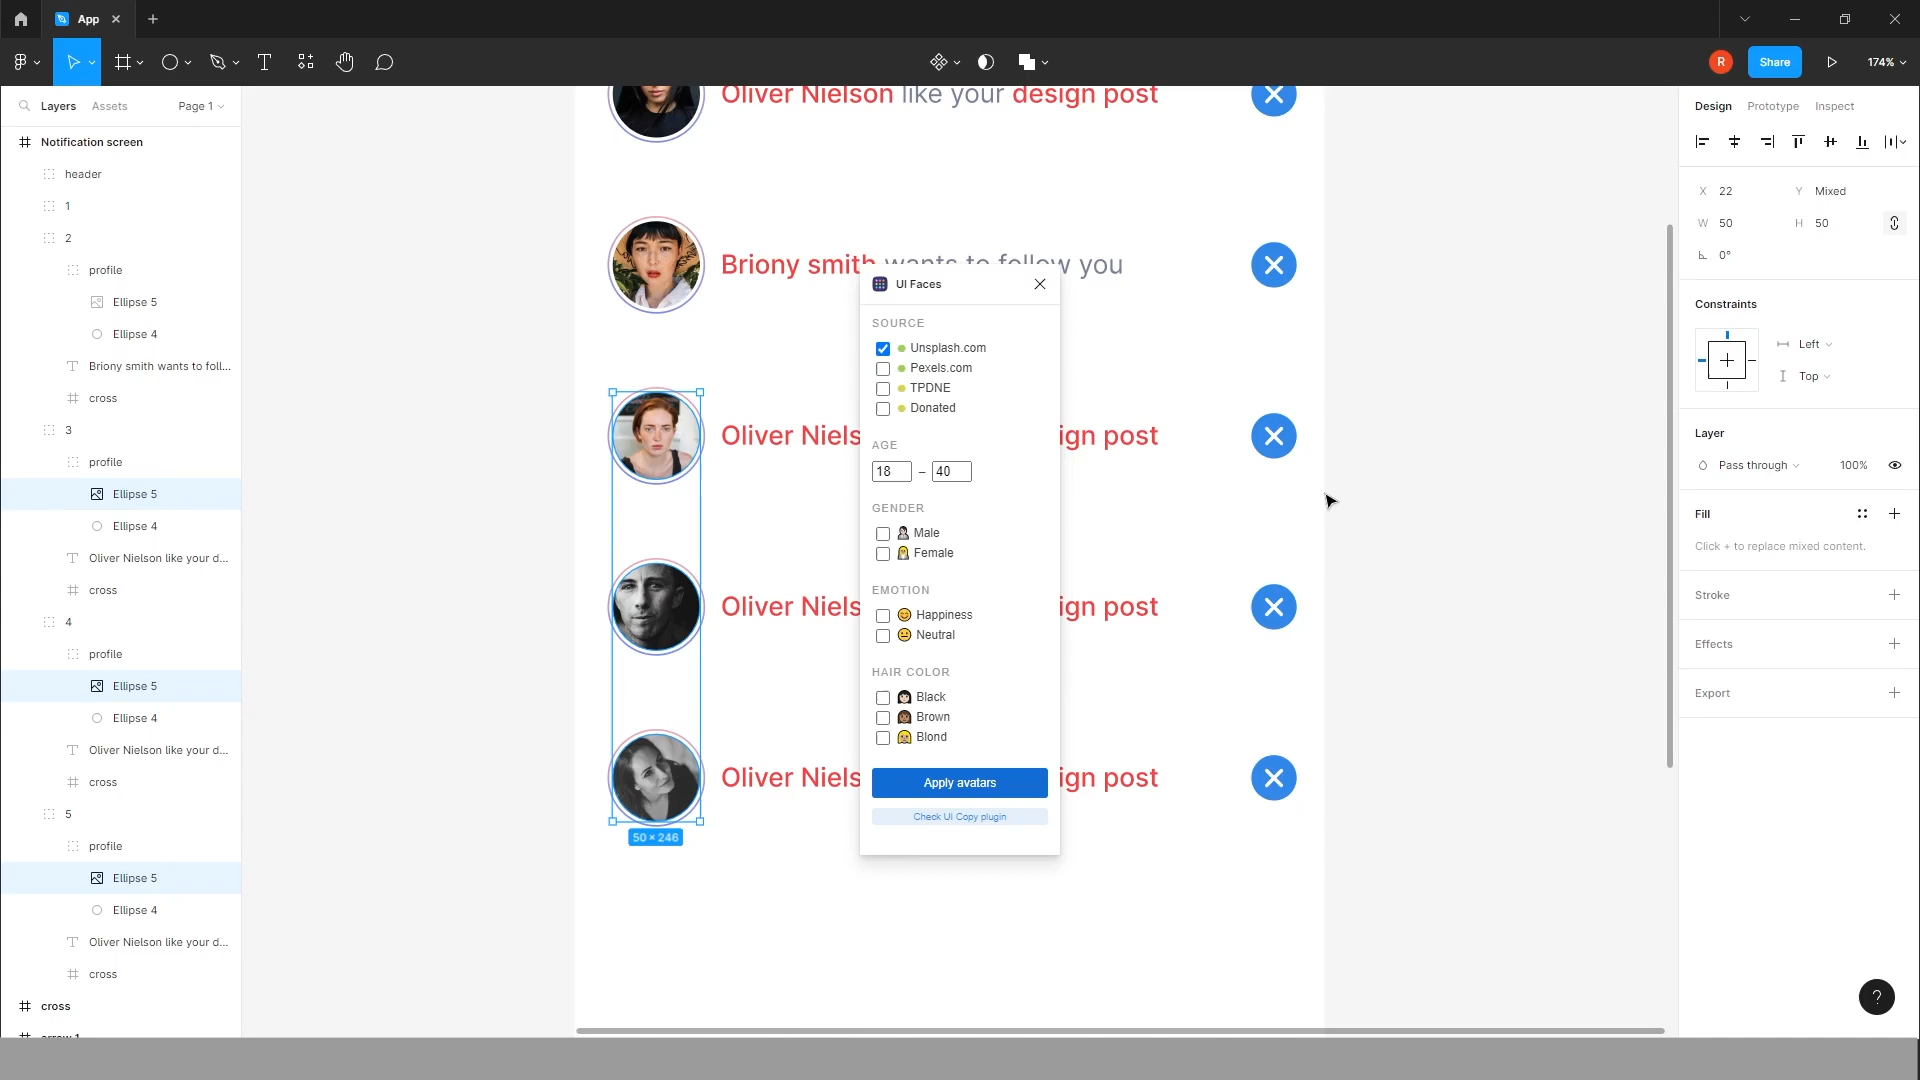 App
R
Share
174%
Layers
Assets
Page 1
Notification screen
header
1
2
profile
Ellipse 5
Ellipse 4
Briony smith wants to foll...
cross
3
profile
Ellipse 5
Ellipse 4
Oliver Nielson like your d...
cross
4
profile
Ellipse 5
Ellipse 4
Oliver Nielson like your d...
cross
5
profile
Ellipse 5
Ellipse 4
Oliver Nielson like your d...
cross
cross
arrow 1
Oliver Nielson like your design post
Briony smith wants to follow you
Oliver Niels
ign post
Oliver Niels
ign post
Oliver Niels
ign post
50 × 246
UI Faces
SOURCE
Unsplash.com
Pexels.com
TPDNE
Donated
AGE
18 – 40
GENDER
Male
Female
EMOTION
Happiness
Neutral
HAIR COLOR
Black
Brown
Blond
Apply avatars
Check UI Copy plugin
Design
Prototype
Inspect
X 22
Y Mixed
W 50
H 50
0°
Constraints
Left
Top
Layer
Pass through
100%
Fill
Click + to replace mixed content.
Stroke
Effects
Export
?